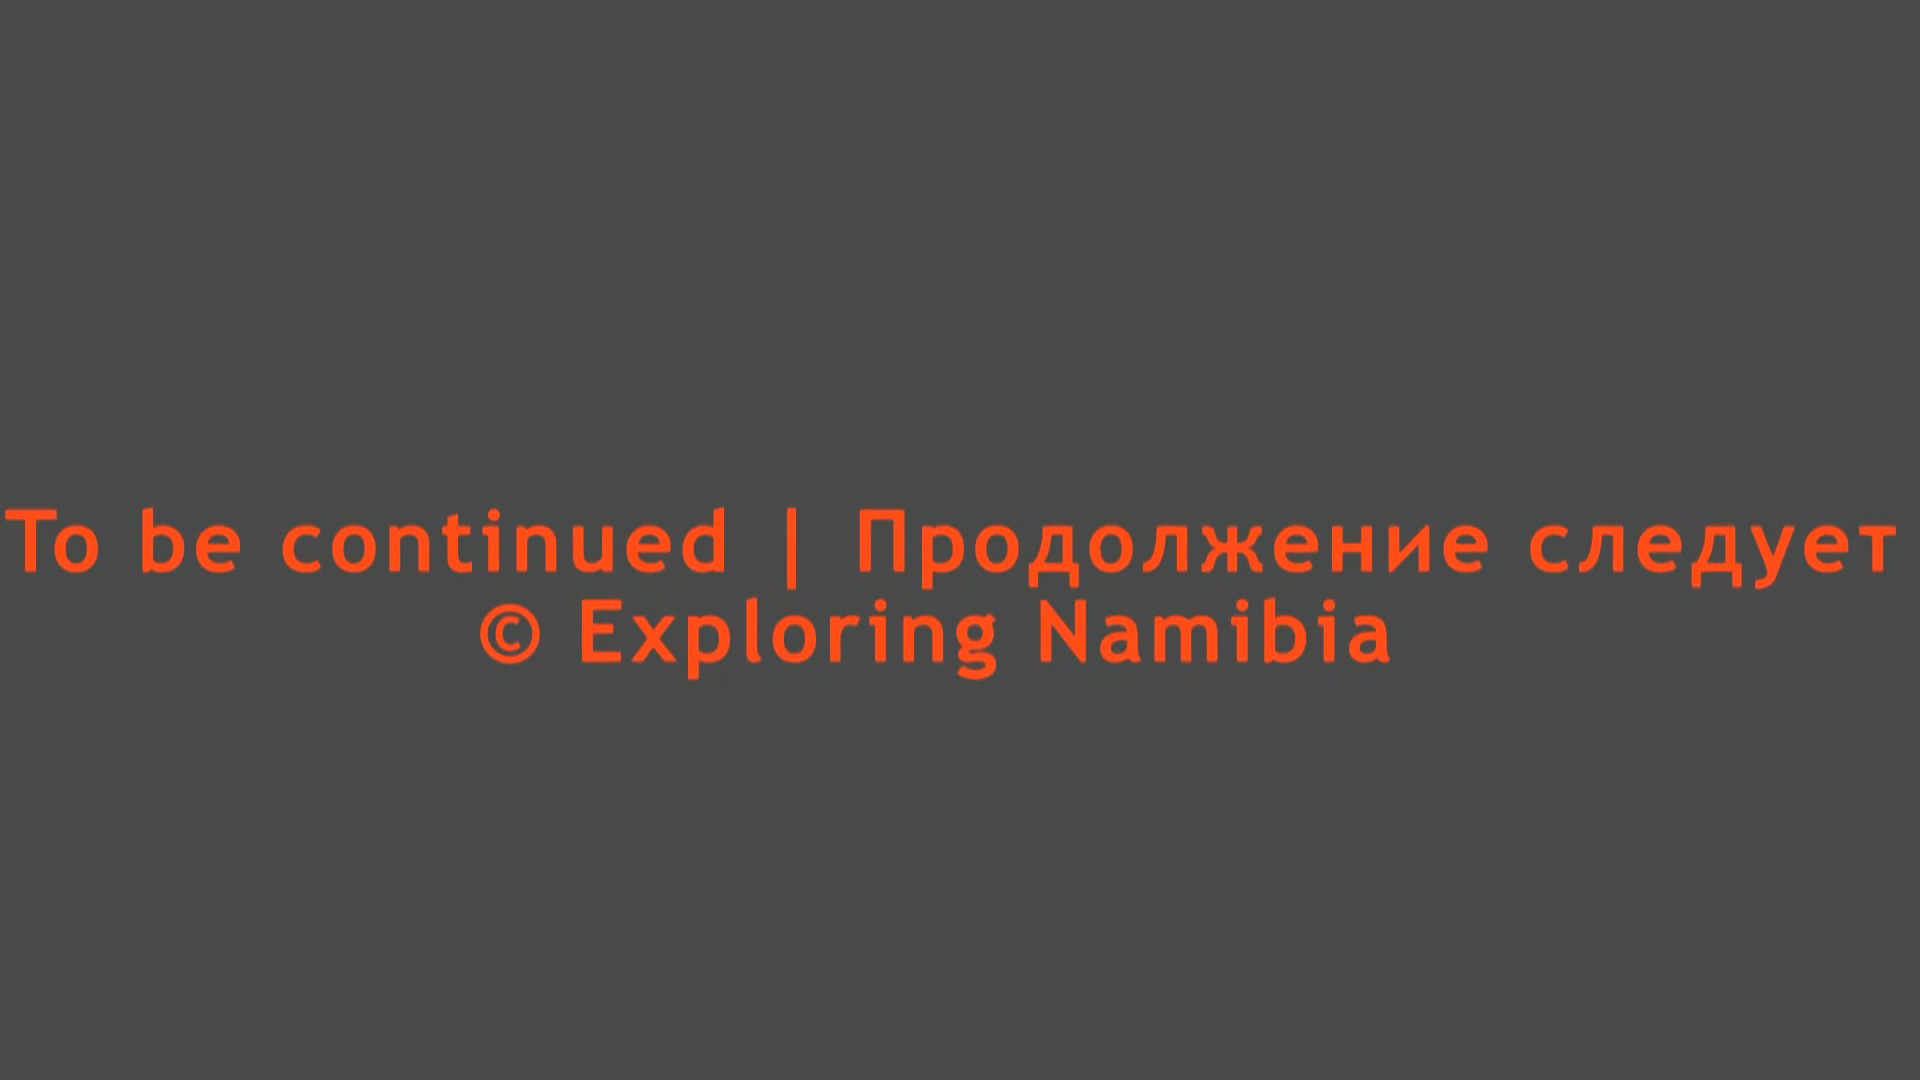 To be continued | Продолжение следует
© Exploring Namibia